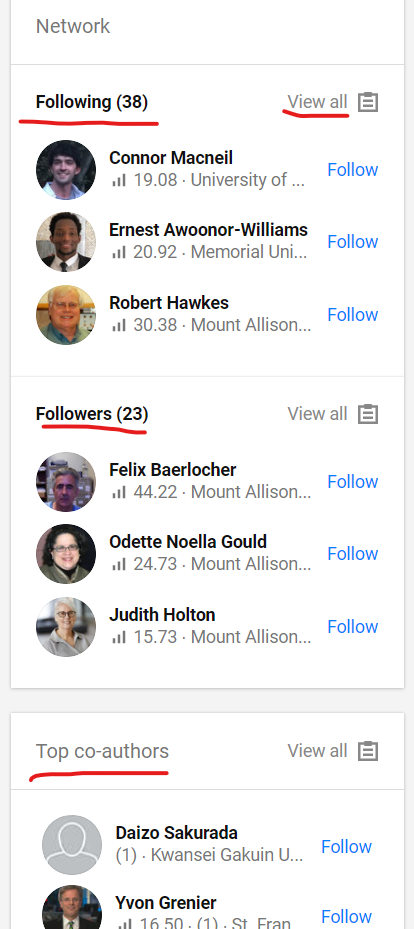 Network
Following (38) View all
Connor Macneil
19.08 · University of ... Follow
Ernest Awoonor-Williams
20.92 · Memorial Uni... Follow
Robert Hawkes
30.38 · Mount Allison... Follow
Followers (23) View all
Felix Baerlocher
44.22 · Mount Allison... Follow
Odette Noella Gould
24.73 · Mount Allison... Follow
Judith Holton
15.73 · Mount Allison... Follow
Top co-authors View all
Daizo Sakurada
(1) · Kwansei Gakuin U... Follow
Yvon Grenier
16.50 · (1) · St. Fran Follow